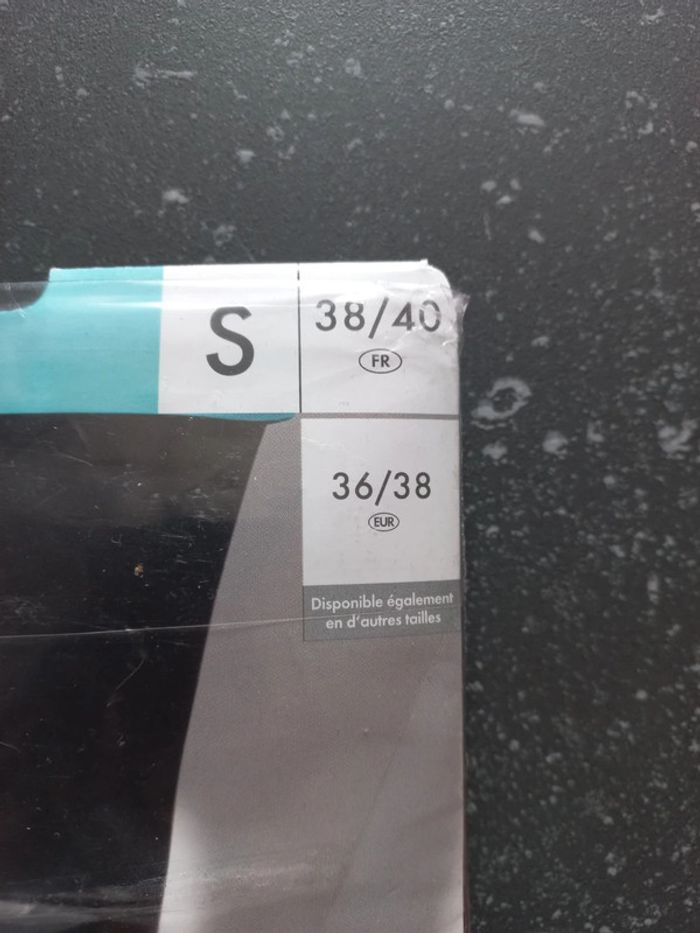 S
38/40
FR
36/38
EUR
Disponible également
en d'autres tailles